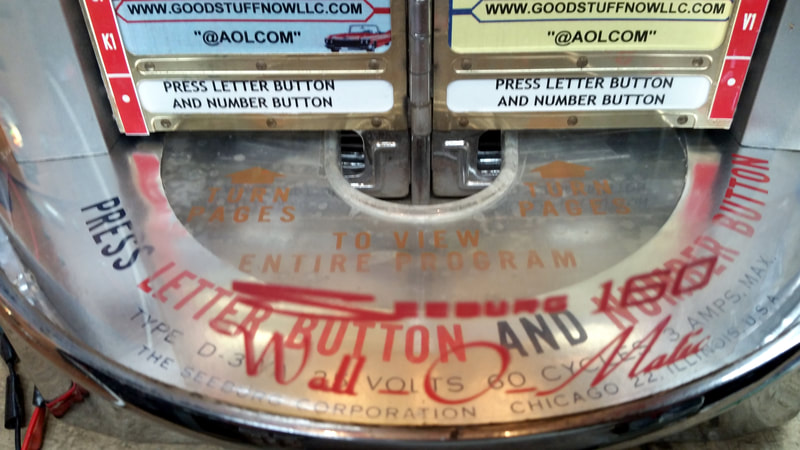 WWW.GOODSTUFFNOWLLC.COM
"@AOLCOM"
K1
PRESS LETTER BUTTON
AND NUMBER BUTTON
WWW.GOODSTUFFNOWLLC.COM
"@AOLCOM"
V1
PRESS LETTER BUTTON
AND NUMBER BUTTON
TURN
PAGES
TURN
PAGES
TO VIEW
ENTIRE PROGRAM
PRESS LETTER BUTTON AND NUMBER BUTTON
SEEBURG 160
Wall-O-Matic
TYPE VOLTS 60 CYCLES 3 AMPS. MAX.
THE SEEBURG CORPORATION CHICAGO 22, ILLINOIS, U.S.A.